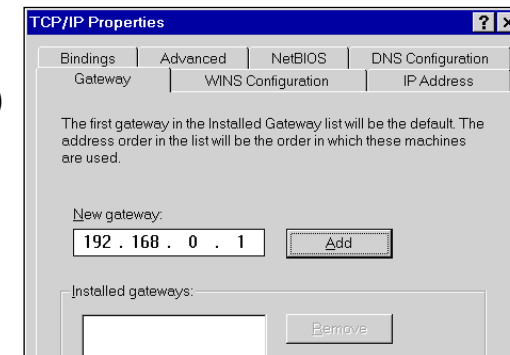 TCP/IP Properties
Bindings Advanced NetBIOS DNS Configuration
Gateway WINS Configuration IP Address
The first gateway in the Installed Gateway list will be the default. The
address order in the list will be the order in which these machines
are used.
New gateway:
192 . 168 . 0 . 1 Add
Installed gateways:
Remove